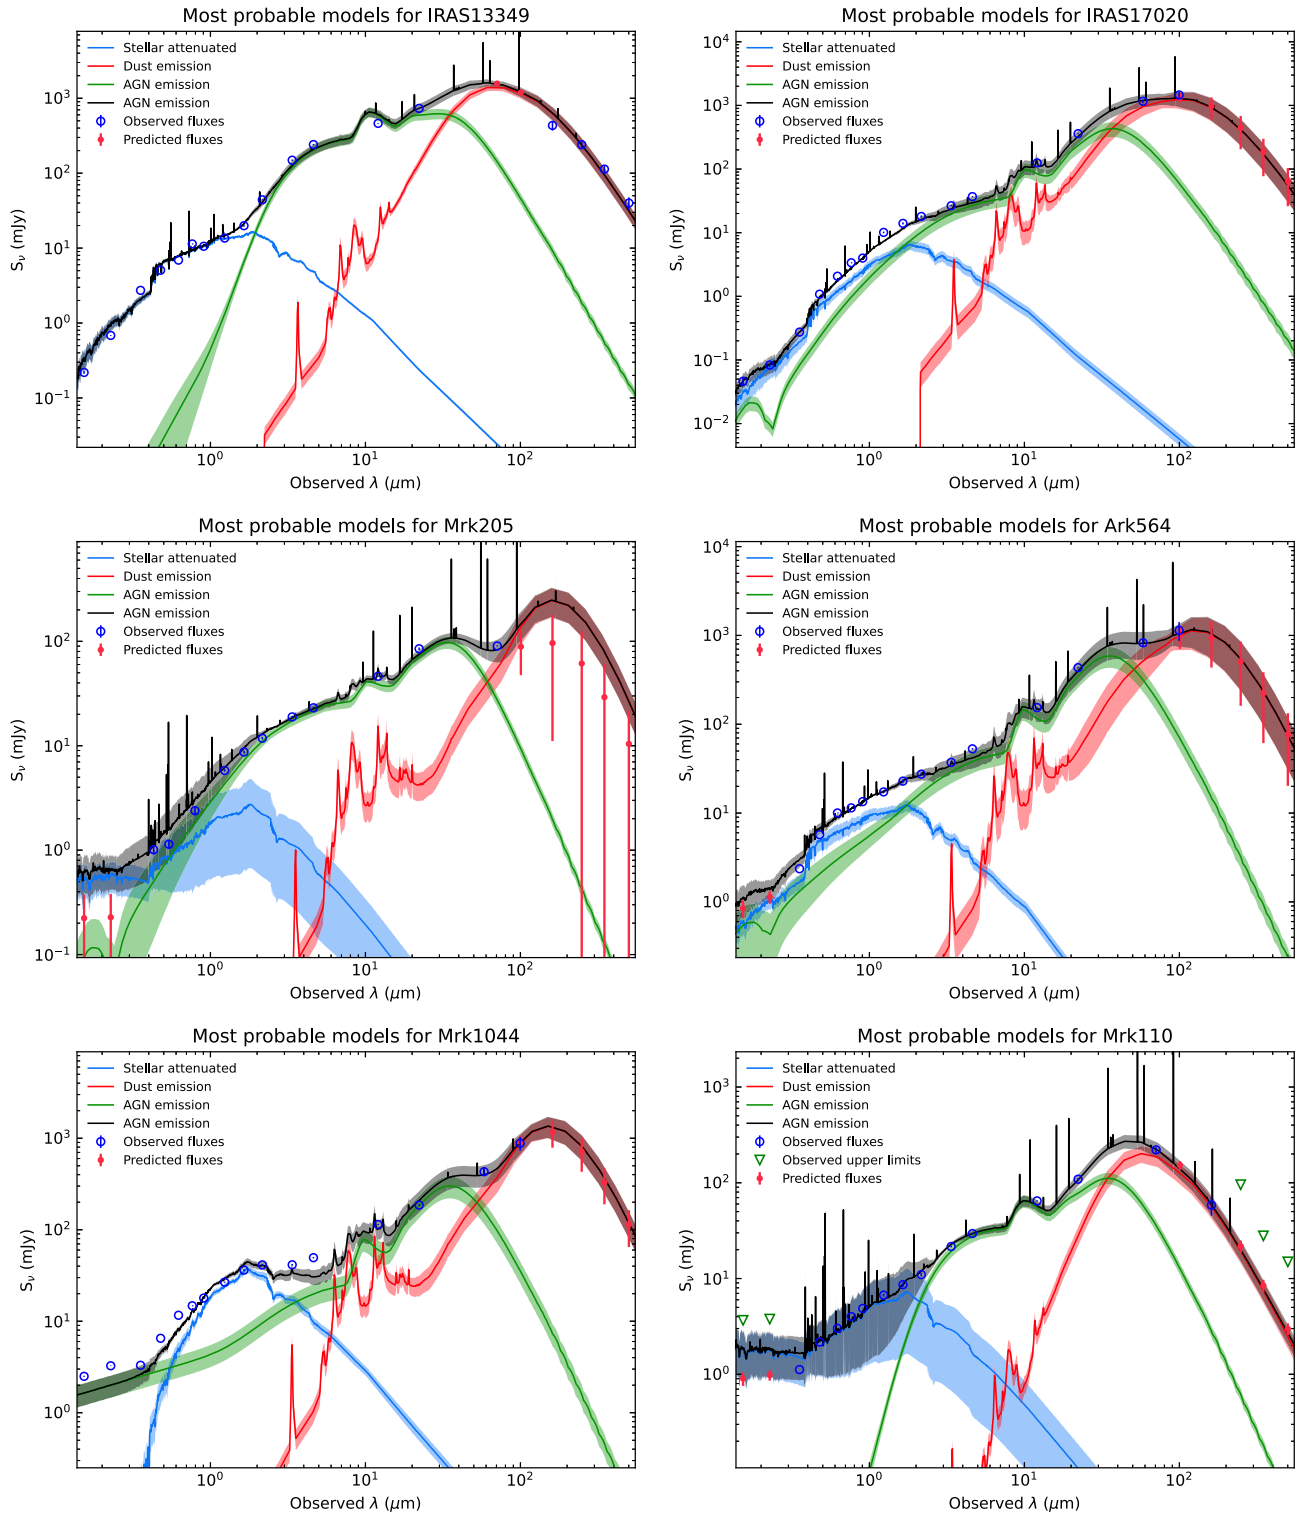 Most probable models for IRAS13349
Stellar attenuated
Dust emission
AGN emission
AGN emission
Observed fluxes
Predicted fluxes
S_ν (mJy)
10^3
10^2
10^1
10^0
10^−1
10^0 10^1 10^2
Observed λ (μm)
Most probable models for IRAS17020
Stellar attenuated
Dust emission
AGN emission
AGN emission
Observed fluxes
Predicted fluxes
S_ν (mJy)
10^4
10^3
10^2
10^1
10^0
10^−1
10^−2
10^0 10^1 10^2
Observed λ (μm)
Most probable models for Mrk205
Stellar attenuated
Dust emission
AGN emission
AGN emission
Observed fluxes
Predicted fluxes
S_ν (mJy)
10^2
10^1
10^0
10^−1
10^0 10^1 10^2
Observed λ (μm)
Most probable models for Ark564
Stellar attenuated
Dust emission
AGN emission
AGN emission
Observed fluxes
Predicted fluxes
S_ν (mJy)
10^4
10^3
10^2
10^1
10^0
10^0 10^1 10^2
Observed λ (μm)
Most probable models for Mrk1044
Stellar attenuated
Dust emission
AGN emission
AGN emission
Observed fluxes
Predicted fluxes
S_ν (mJy)
10^3
10^2
10^1
10^0
10^0 10^1 10^2
Observed λ (μm)
Most probable models for Mrk110
Stellar attenuated
Dust emission
AGN emission
AGN emission
Observed fluxes
Observed upper limits
Predicted fluxes
S_ν (mJy)
10^3
10^2
10^1
10^0
10^0 10^1 10^2
Observed λ (μm)